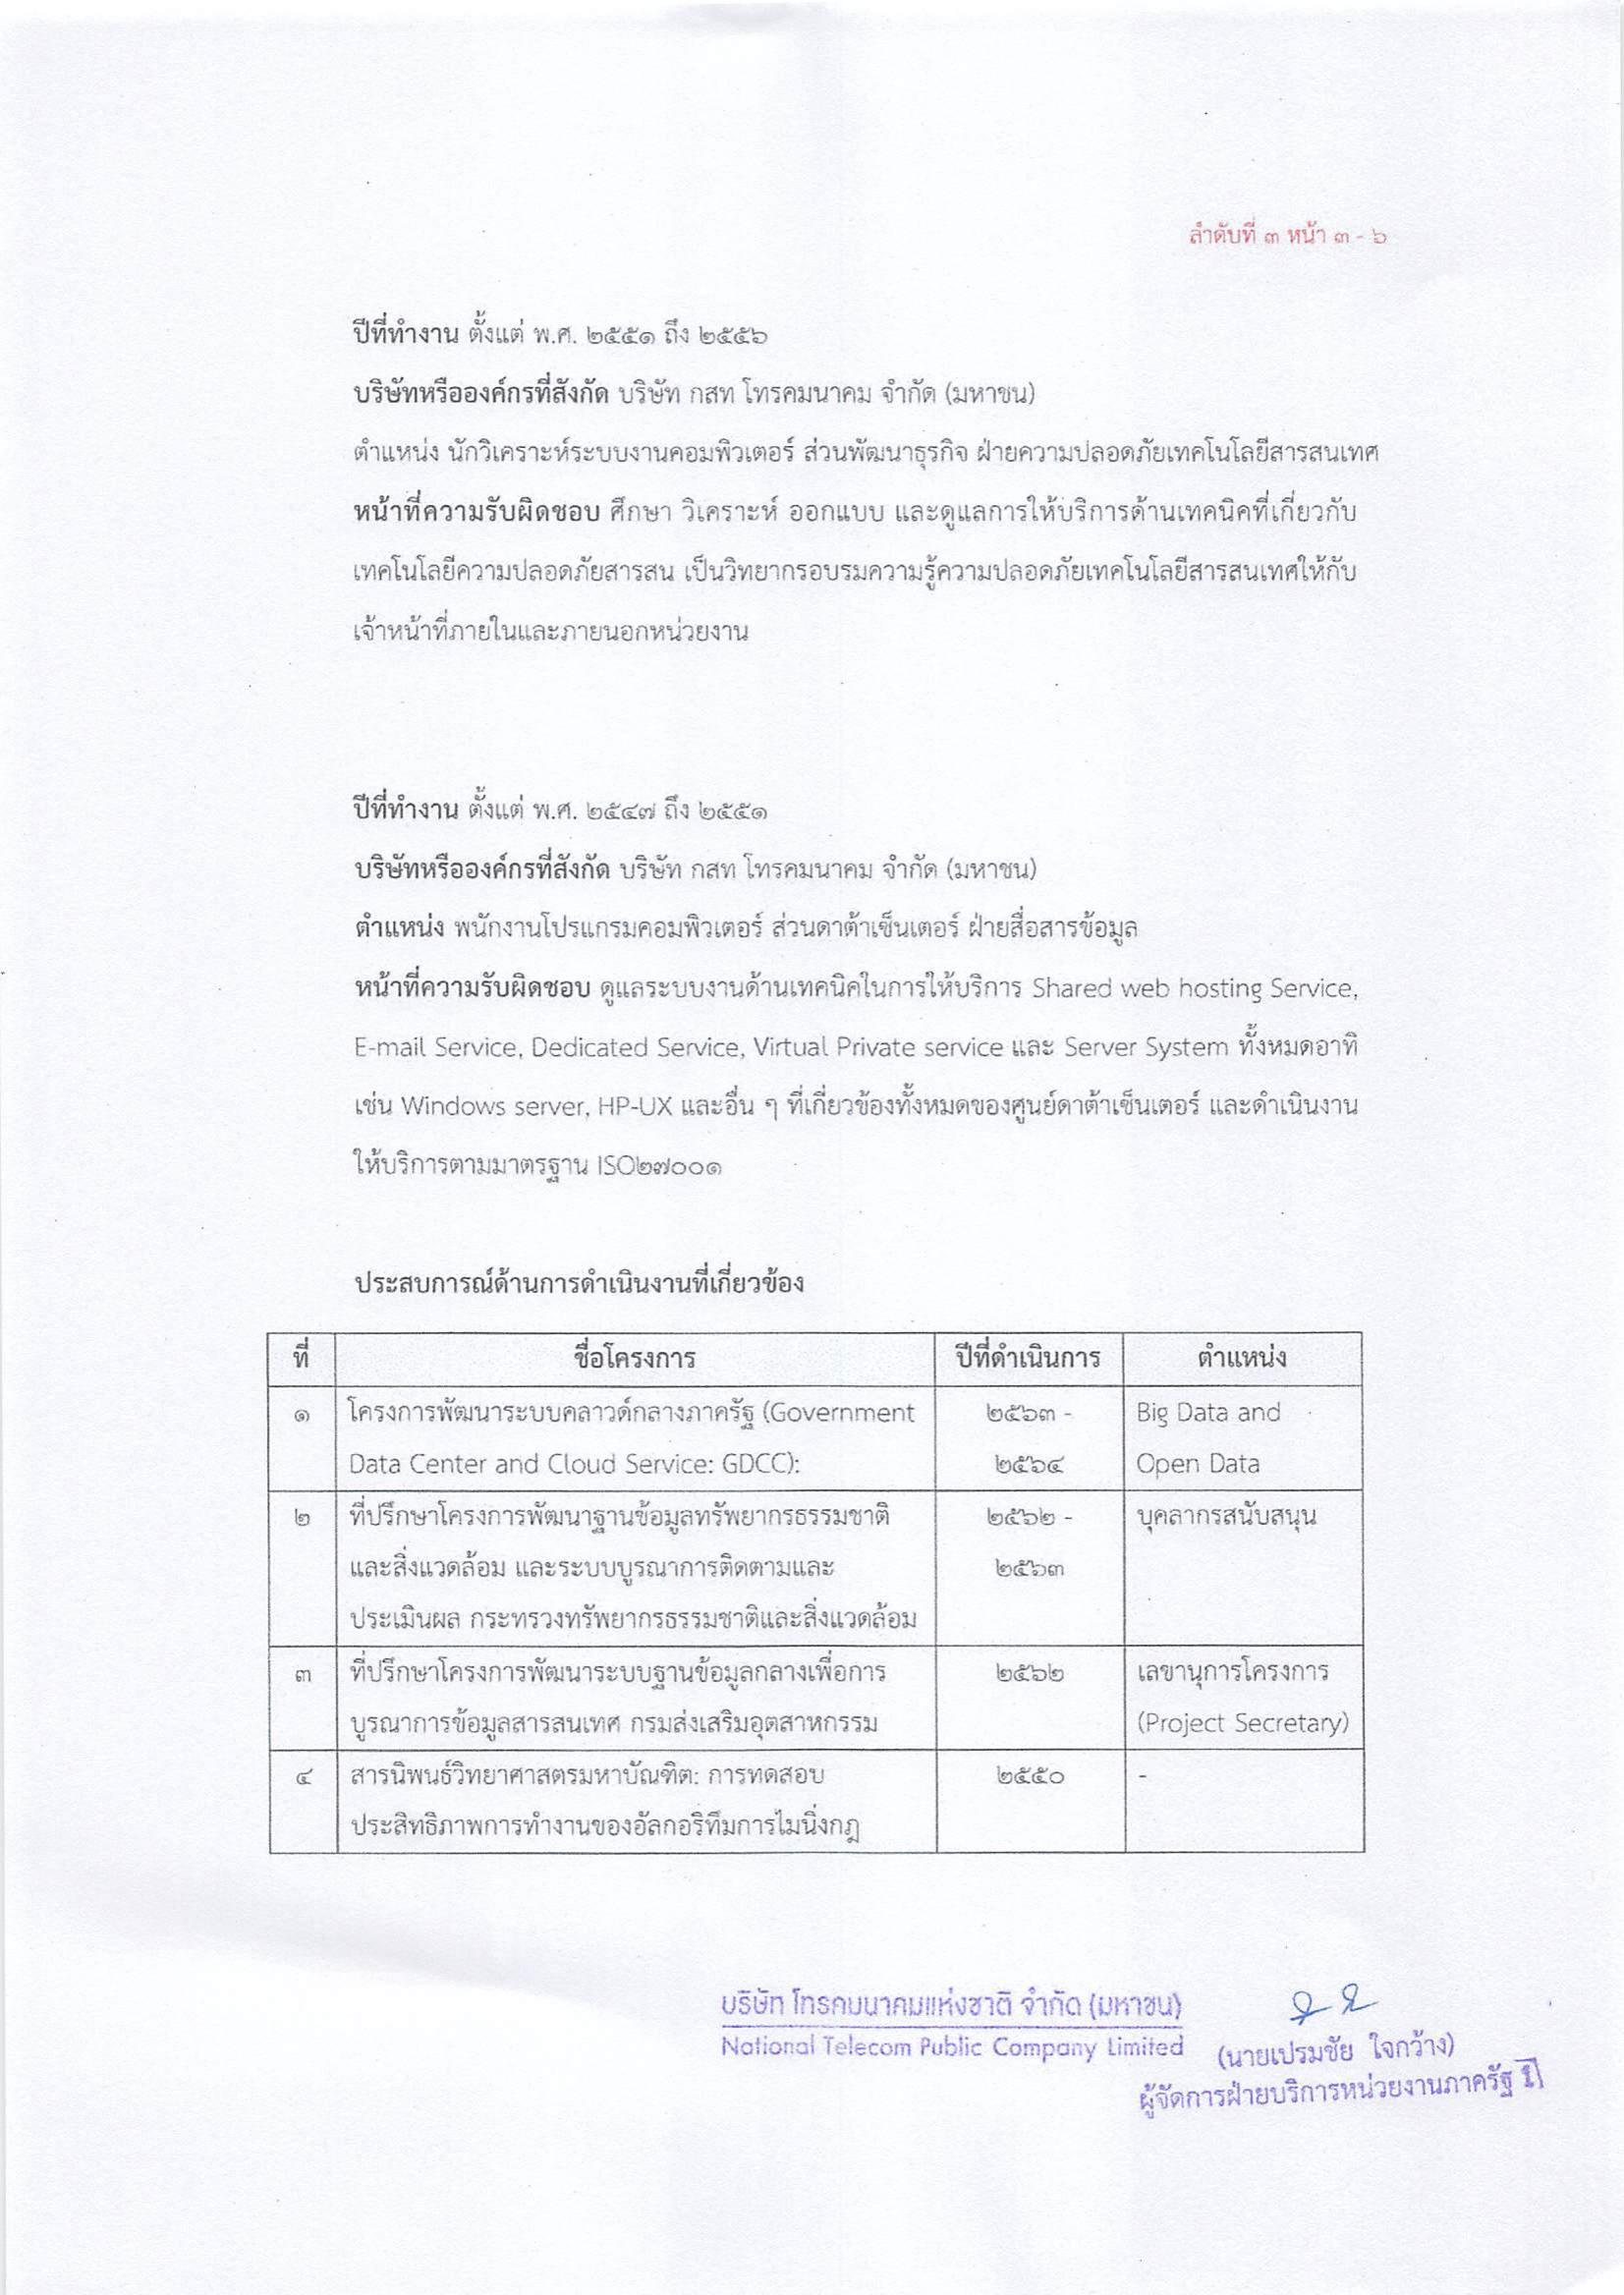 ลำดับที่ ๓ หน้า ๓ - ๖
ปีที่ทำงาน ตั้งแต่ พ.ศ. ๒๕๕๑ ถึง ๒๕๕๖
บริษัทหรือองค์กรที่สังกัด บริษัท กสท โทรคมนาคม จำกัด (มหาชน)
ตำแหน่ง นักวิเคราะห์ระบบงานคอมพิวเตอร์ ส่วนพัฒนาธุรกิจ ฝ่ายความปลอดภัยเทคโนโลยีสารสนเทศ
หน้าที่ความรับผิดชอบ ศึกษา วิเคราะห์ ออกแบบ และดูแลการให้บริการด้านเทคนิคที่เกี่ยวกับ
เทคโนโลยีความปลอดภัยสารสน เป็นวิทยากรอบรมความรู้ความปลอดภัยเทคโนโลยีสารสนเทศให้กับ
เจ้าหน้าที่ภายในและภายนอกหน่วยงาน
ปีที่ทำงาน ตั้งแต่ พ.ศ. ๒๕๔๗ ถึง ๒๕๕๑
บริษัทหรือองค์กรที่สังกัด บริษัท กสท โทรคมนาคม จำกัด (มหาชน)
ตำแหน่ง พนักงานโปรแกรมคอมพิวเตอร์ ส่วนดาต้าเซ็นเตอร์ ฝ่ายสื่อสารข้อมูล
หน้าที่ความรับผิดชอบ ดูแลระบบงานด้านเทคนิคในการให้บริการ Shared web hosting Service,
E-mail Service, Dedicated Service, Virtual Private service และ Server System ทั้งหมดอาทิ
เช่น Windows server, HP-UX และอื่น ๆ ที่เกี่ยวข้องทั้งหมดของศูนย์ดาต้าเซ็นเตอร์ และดำเนินงาน
ให้บริการตามมาตรฐาน ISO๒๗๐๐๑
ประสบการณ์ด้านการดำเนินงานที่เกี่ยวข้อง
ที่ ชื่อโครงการ ปีที่ดำเนินการ ตำแหน่ง
๑ โครงการพัฒนาระบบคลาวด์กลางภาครัฐ (Government ๒๕๖๓ - Big Data and
Data Center and Cloud Service: GDCC): ๒๕๖๔ Open Data
๒ ที่ปรึกษาโครงการพัฒนาฐานข้อมูลทรัพยากรธรรมชาติ ๒๕๖๒ - บุคลากรสนับสนุน
และสิ่งแวดล้อม และระบบบูรณาการติดตามและ ๒๕๖๓
ประเมินผล กระทรวงทรัพยากรธรรมชาติและสิ่งแวดล้อม
๓ ที่ปรึกษาโครงการพัฒนาระบบฐานข้อมูลกลางเพื่อการ ๒๕๖๒ เลขานุการโครงการ
บูรณาการข้อมูลสารสนเทศ กรมส่งเสริมอุตสาหกรรม (Project Secretary)
๔ สารนิพนธ์วิทยาศาสตรมหาบัณฑิต: การทดสอบ ๒๕๕๐ -
ประสิทธิภาพการทำงานของอัลกอริทึมการไมนิ่งกฎ
บริษัท โทรคมนาคมแห่งชาติ จำกัด (มหาชน)
National Telecom Public Company Limited
(นายเปรมชัย ใจกว้าง)
ผู้จัดการฝ่ายบริการหน่วยงานภาครัฐ